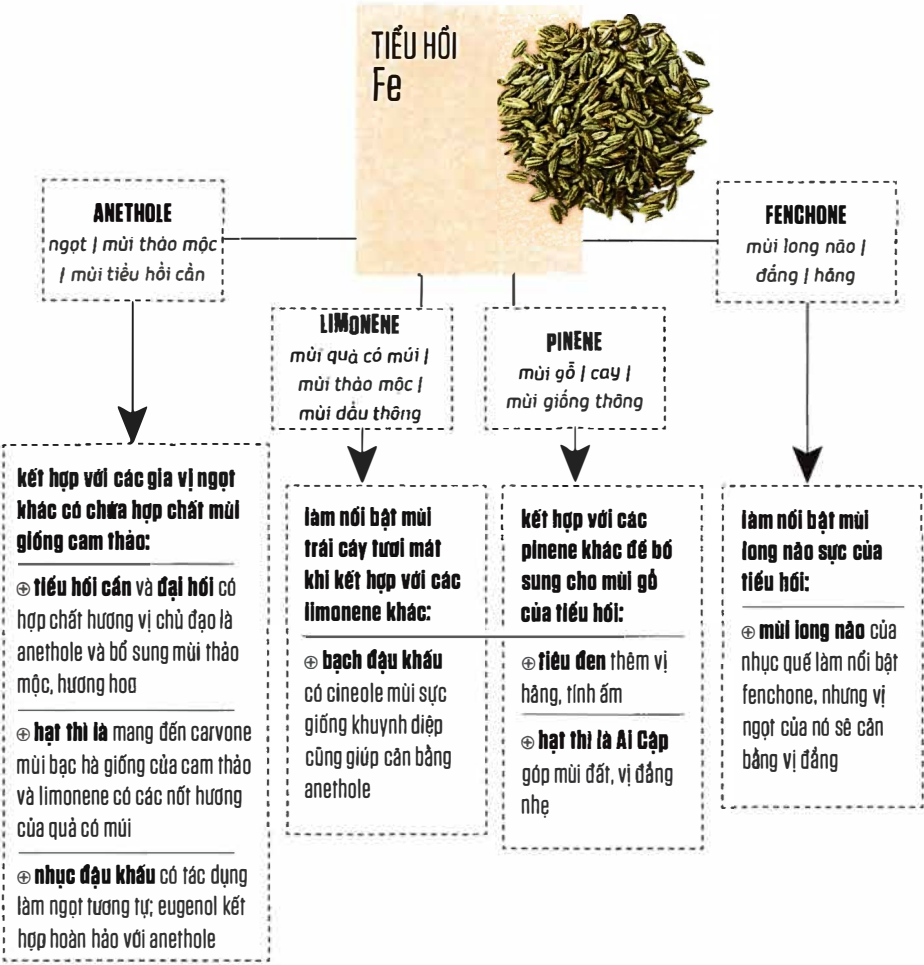 TIỂU HỒI
Fe
ANETHOLE
ngọt | mùi thảo mộc
| mùi tiểu hồi cần
FENCHONE
mùi long não |
đắng | hăng
LIMONENE
mùi quả có múi |
mùi thảo mộc |
mùi dầu thông
PINENE
mùi gỗ | cay |
mùi giống thông
kết hợp với các gia vị ngọt
khác có chứa hợp chất mùi
giống cam thảo:
⊕ tiểu hồi cần và đại hồi có
hợp chất hương vị chủ đạo là
anethole và bổ sung mùi thảo
mộc, hương hoa
⊕ hạt thì là mang đến carvone
mùi bạc hà giống của cam thảo
và limonene có các nốt hương
của quả có múi
⊕ nhục đậu khấu có tác dụng
làm ngọt tương tự; eugenol kết
hợp hoàn hảo với anethole
làm nổi bật mùi
trái cây tươi mát
khi kết hợp với các
limonene khác:
⊕ bạch đậu khấu
có cineole mùi sực
giống khuynh diệp
cũng giúp cân bằng
anethole
kết hợp với các
pinene khác để bổ
sung cho mùi gỗ
của tiểu hồi:
⊕ tiêu đen thêm vị
hăng, tính ấm
⊕ hạt thì là Ai Cập
góp mùi đất, vị đắng
nhẹ
làm nổi bật mùi
long não sực của
tiểu hồi:
⊕ mùi long não của
nhục quế làm nổi bật
fenchone, nhưng vị
ngọt của nó sẽ cân
bằng vị đắng